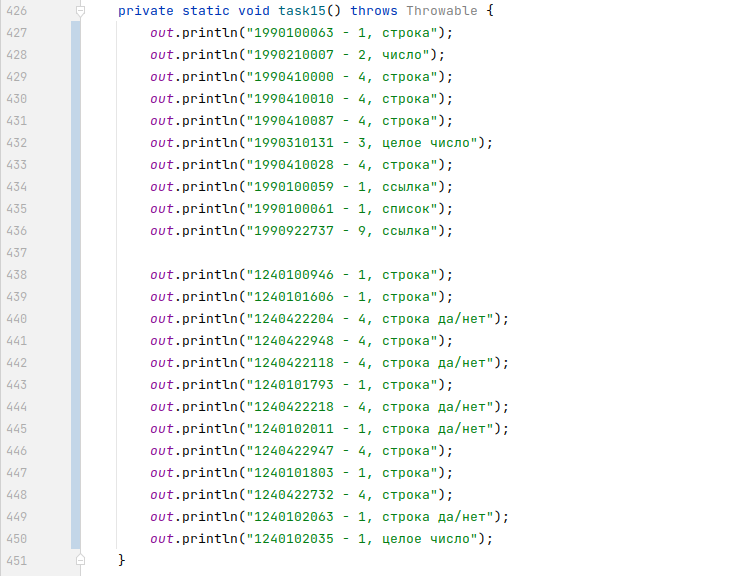 426 private static void task15() throws Throwable {
427 out.println("1990100063 - 1, строка");
428 out.println("1990210007 - 2, число");
429 out.println("1990410000 - 4, строка");
430 out.println("1990410010 - 4, строка");
431 out.println("1990410087 - 4, строка");
432 out.println("1990310131 - 3, целое число");
433 out.println("1990410028 - 4, строка");
434 out.println("1990100059 - 1, ссылка");
435 out.println("1990100061 - 1, список");
436 out.println("1990922737 - 9, ссылка");
437
438 out.println("1240100946 - 1, строка");
439 out.println("1240101606 - 1, строка");
440 out.println("1240422204 - 4, строка да/нет");
441 out.println("1240422948 - 4, строка");
442 out.println("1240422118 - 4, строка да/нет");
443 out.println("1240101793 - 1, строка");
444 out.println("1240422218 - 4, строка да/нет");
445 out.println("1240102011 - 1, строка да/нет");
446 out.println("1240422947 - 4, строка");
447 out.println("1240101803 - 1, строка");
448 out.println("1240422732 - 4, строка");
449 out.println("1240102063 - 1, строка да/нет");
450 out.println("1240102035 - 1, целое число");
451 }